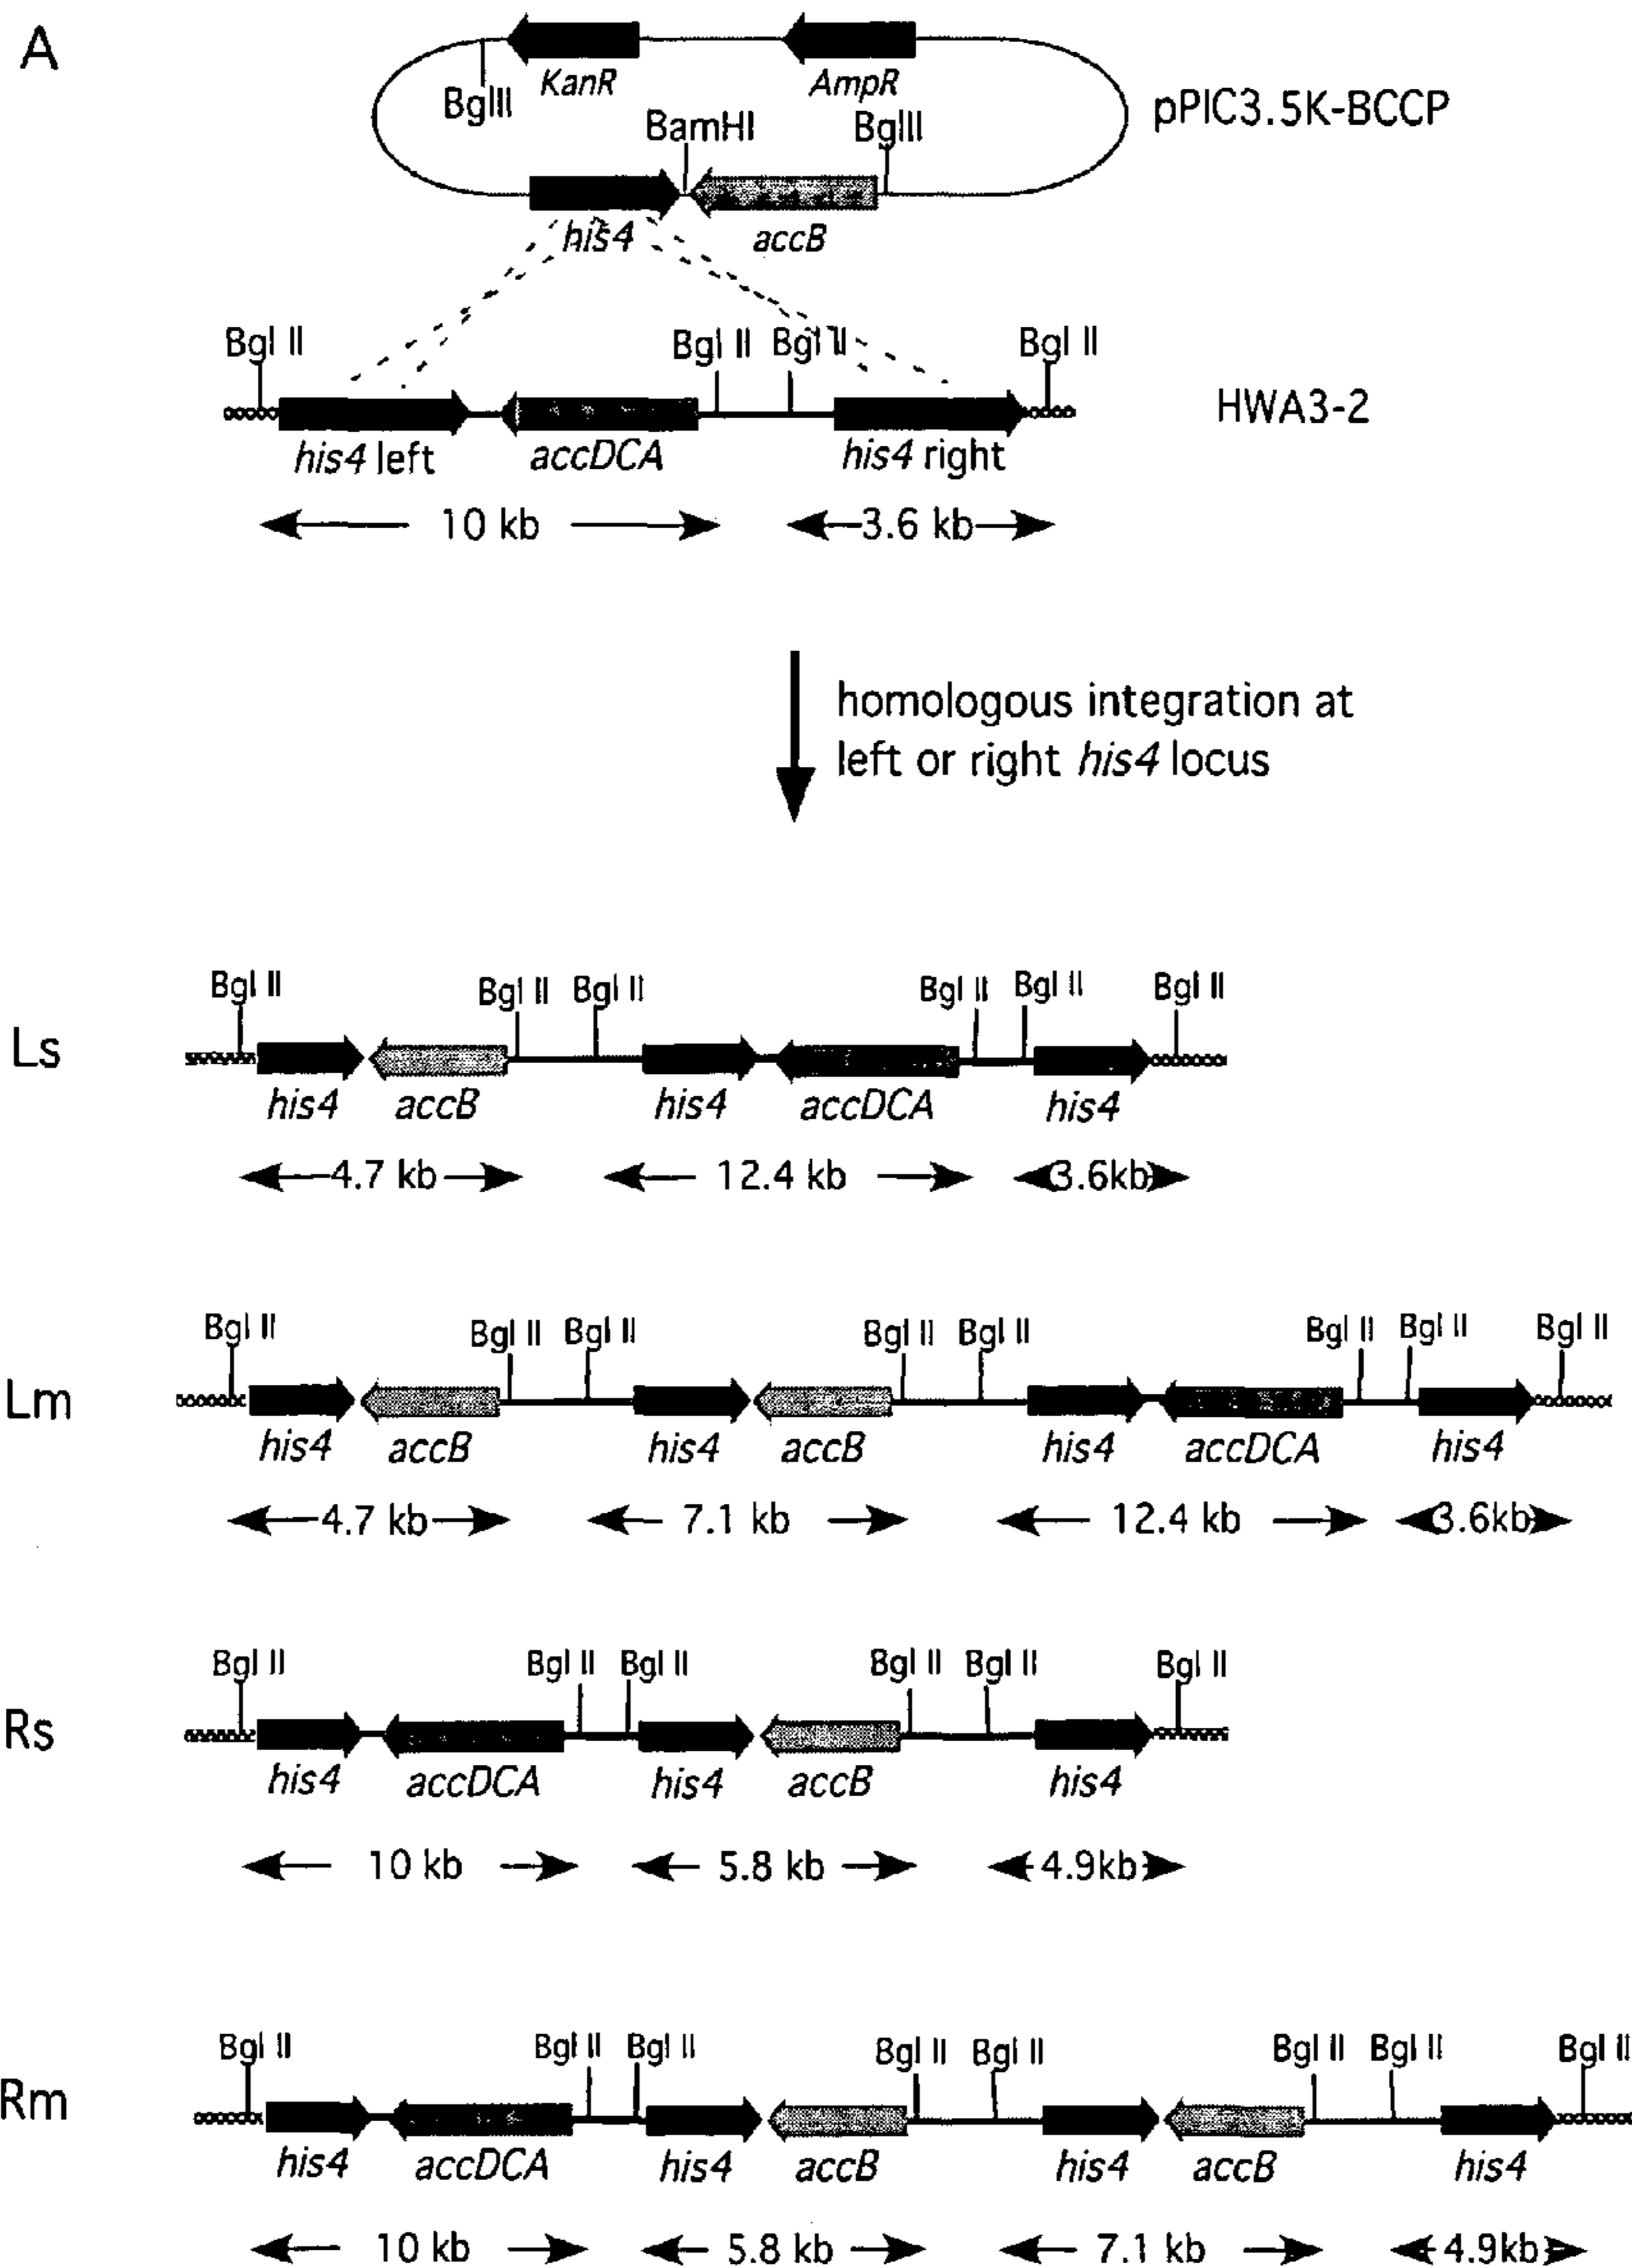 A
KanR
AmpR
BglII
BamHI
BglII
pPIC3.5K-BCCP
his4
accB
Bgl II
Bgl II
Bgl II
Bgl II
HWA3-2
his4 left
accDCA
his4 right
10 kb
3.6 kb
homologous integration at
left or right his4 locus
Bgl II Bgl II Bgl II Bgl II Bgl II Bgl II
Ls
his4 accB his4 accDCA his4
4.7 kb 12.4 kb 3.6kb
Bgl II Bgl II Bgl II Bgl II Bgl II Bgl II Bgl II Bgl II
Lm
his4 accB his4 accB his4 accDCA his4
4.7 kb 7.1 kb 12.4 kb 3.6kb
Bgl II Bgl II Bgl II Bgl II Bgl II Bgl II
Rs
his4 accDCA his4 accB his4
10 kb 5.8 kb 4.9kb
Bgl II Bgl II Bgl II Bgl II Bgl II Bgl II Bgl II Bgl II
Rm
his4 accDCA his4 accB his4 accB his4
10 kb 5.8 kb 7.1 kb 4.9kb